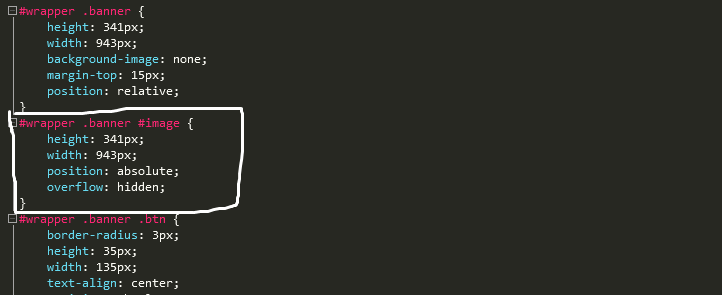 #wrapper .banner {
height: 341px;
width: 943px;
background-image: none;
margin-top: 15px;
position: relative;
}
#wrapper .banner #image {
height: 341px;
width: 943px;
position: absolute;
overflow: hidden;
}
#wrapper .banner .btn {
border-radius: 3px;
height: 35px;
width: 135px;
text-align: center;